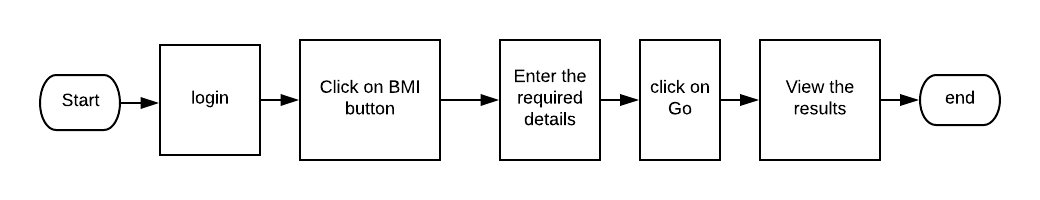 Start
login
Click on BMI
button
Enter the
required
details
click on
Go
View the
results
end